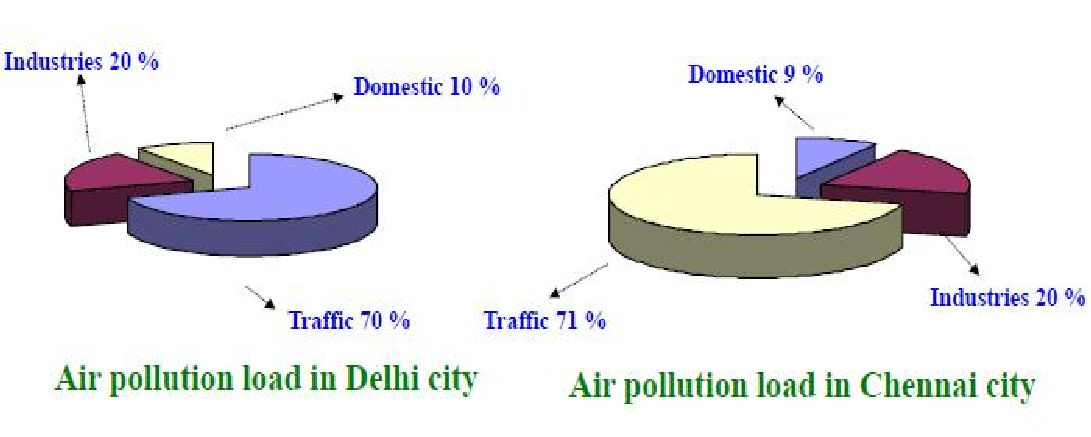 Industries 20 %
Domestic 10 %
Traffic 70 %
Air pollution load in Delhi city
Domestic 9 %
Industries 20 %
Traffic 71 %
Air pollution load in Chennai city